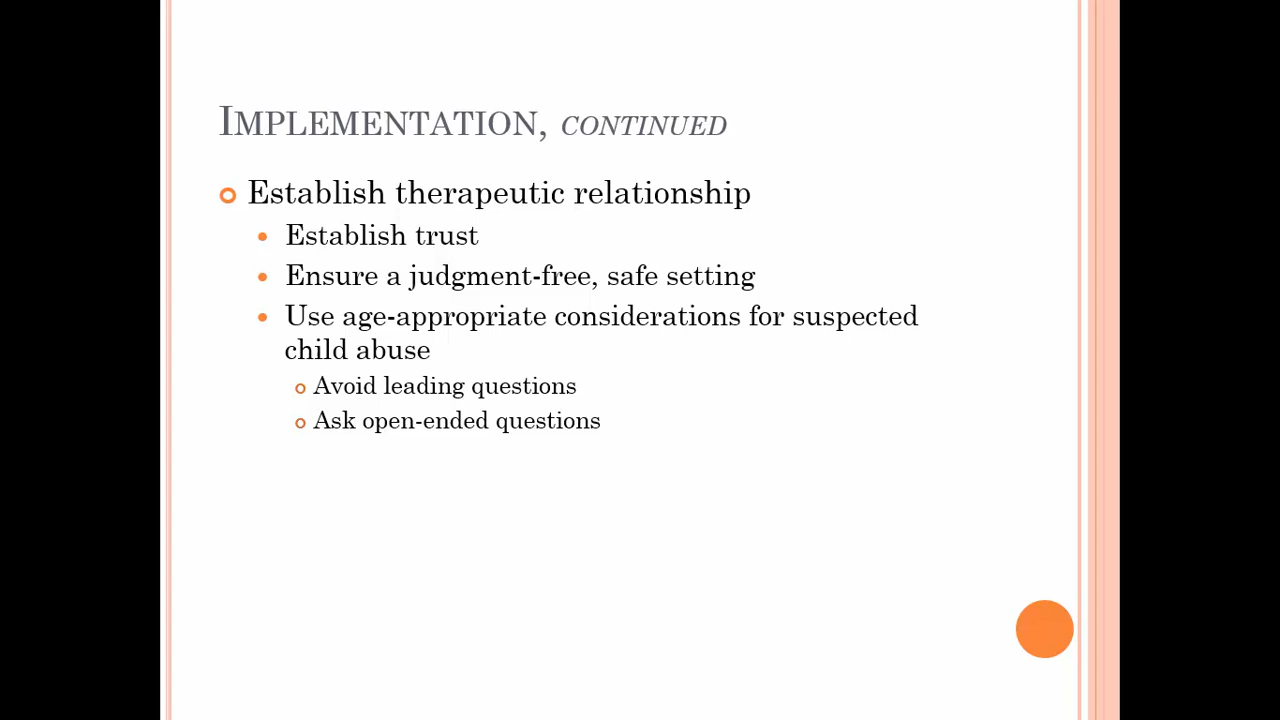 IMPLEMENTATION, CONTINUED
Establish therapeutic relationship
Establish trust
Ensure a judgment-free, safe setting
Use age-appropriate considerations for suspected
child abuse
Avoid leading questions
Ask open-ended questions